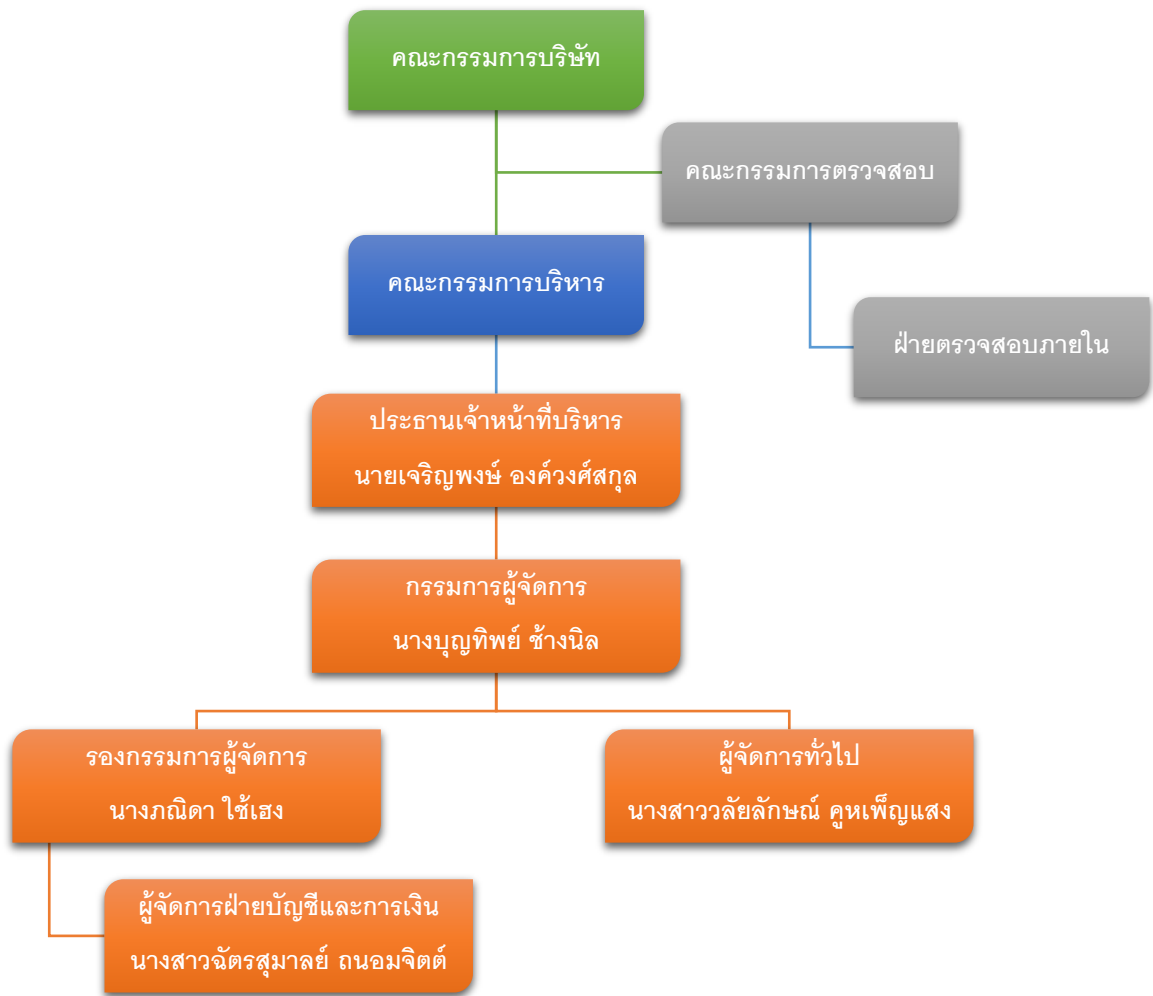 คณะกรรมการบริษัท
คณะกรรมการตรวจสอบ
คณะกรรมการบริหาร
ฝ่ายตรวจสอบภายใน
ประธานเจ้าหน้าที่บริหาร
นายเจริญพงษ์ องค์วงศ์สกุล
กรรมการผู้จัดการ
นางบุญทิพย์ ช้างนิล
รองกรรมการผู้จัดการ
นางภณิดา ใช้เฮง
ผู้จัดการทั่วไป
นางสาววลัยลักษณ์ คูหเพ็ญแสง
ผู้จัดการฝ่ายบัญชีและการเงิน
นางสาวฉัตรสุมาลย์ ถนอมจิตต์